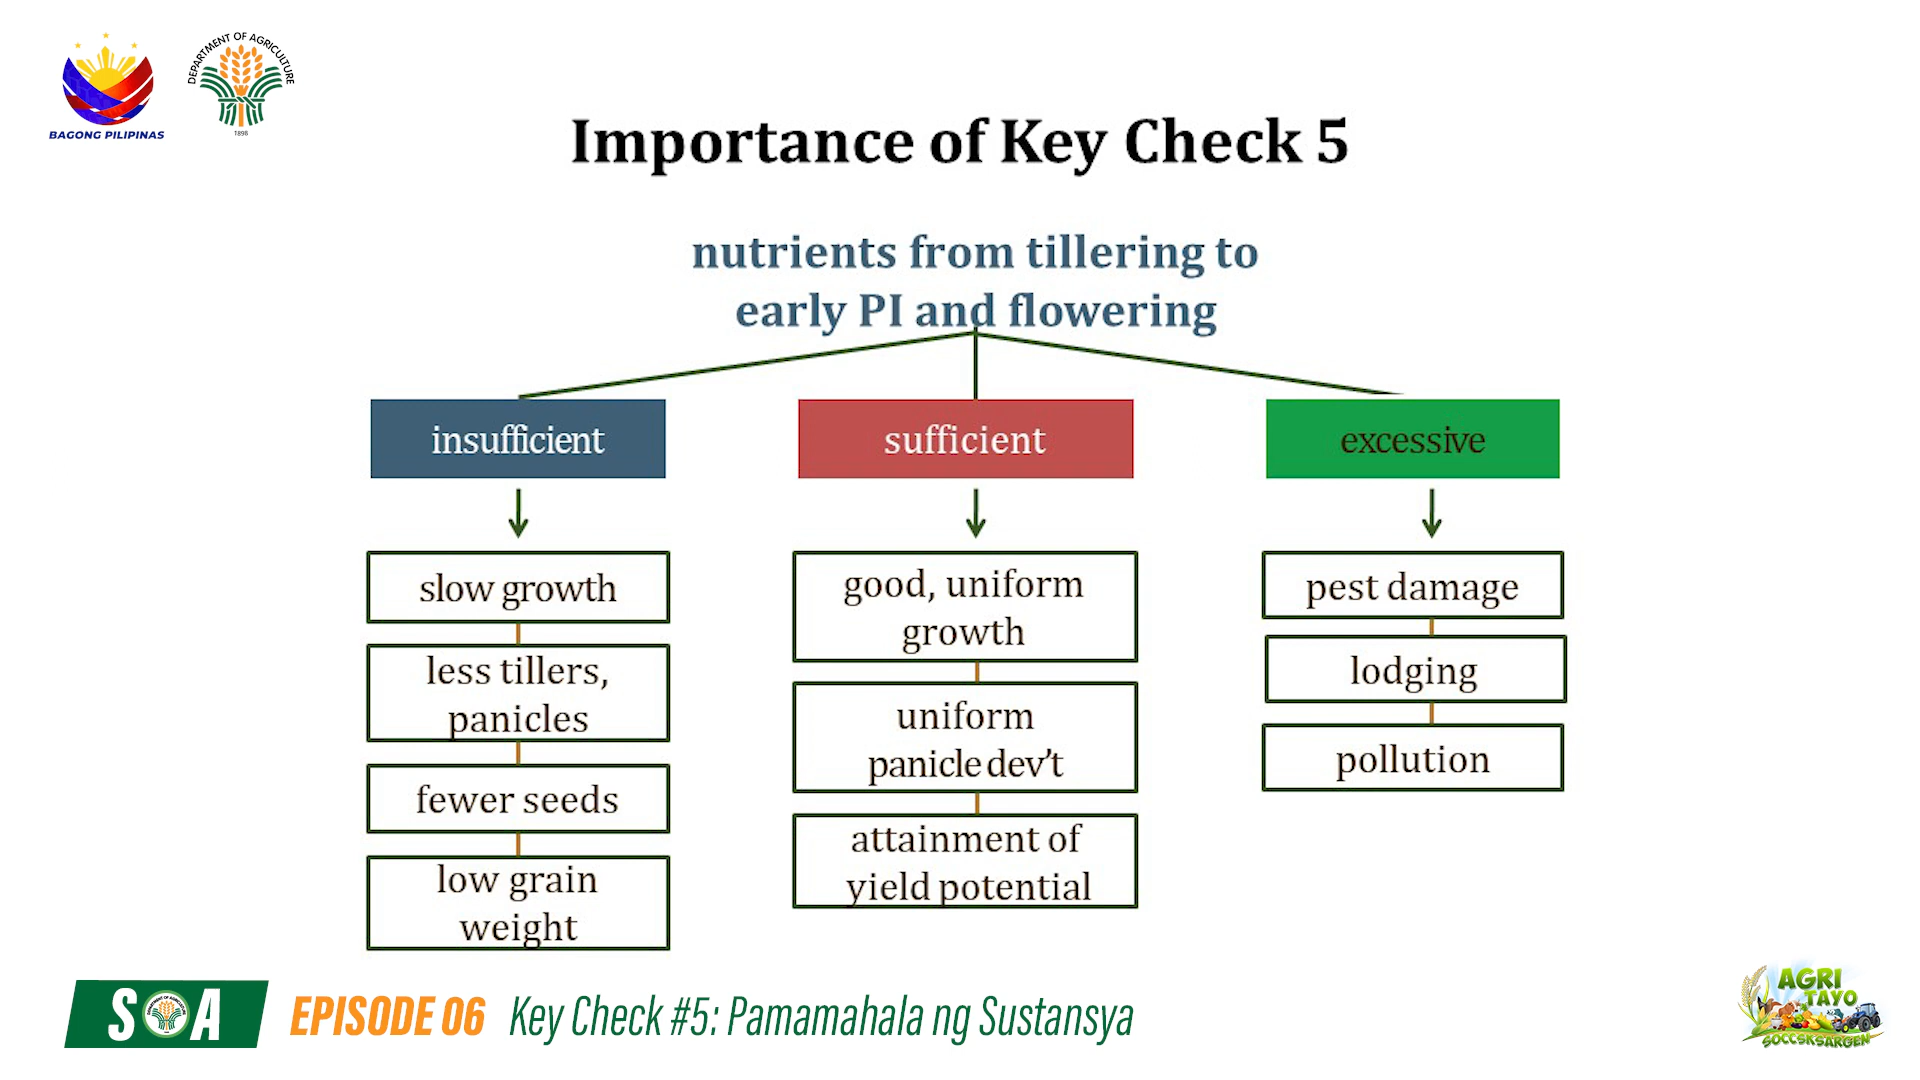 BAGONG PILIPINAS
DEPARTMENT OF AGRICULTURE
1898
Importance of Key Check 5
nutrients from tillering to
early PI and flowering
insufficient
slow growth
less tillers,
panicles
fewer seeds
low grain
weight
sufficient
good, uniform
growth
uniform
panicle dev't
attainment of
yield potential
excessive
pest damage
lodging
pollution
SOA
EPISODE 06 Key Check #5: Pamamahala ng Sustansya
AGRI
TAYO
SOCCSKSARGEN